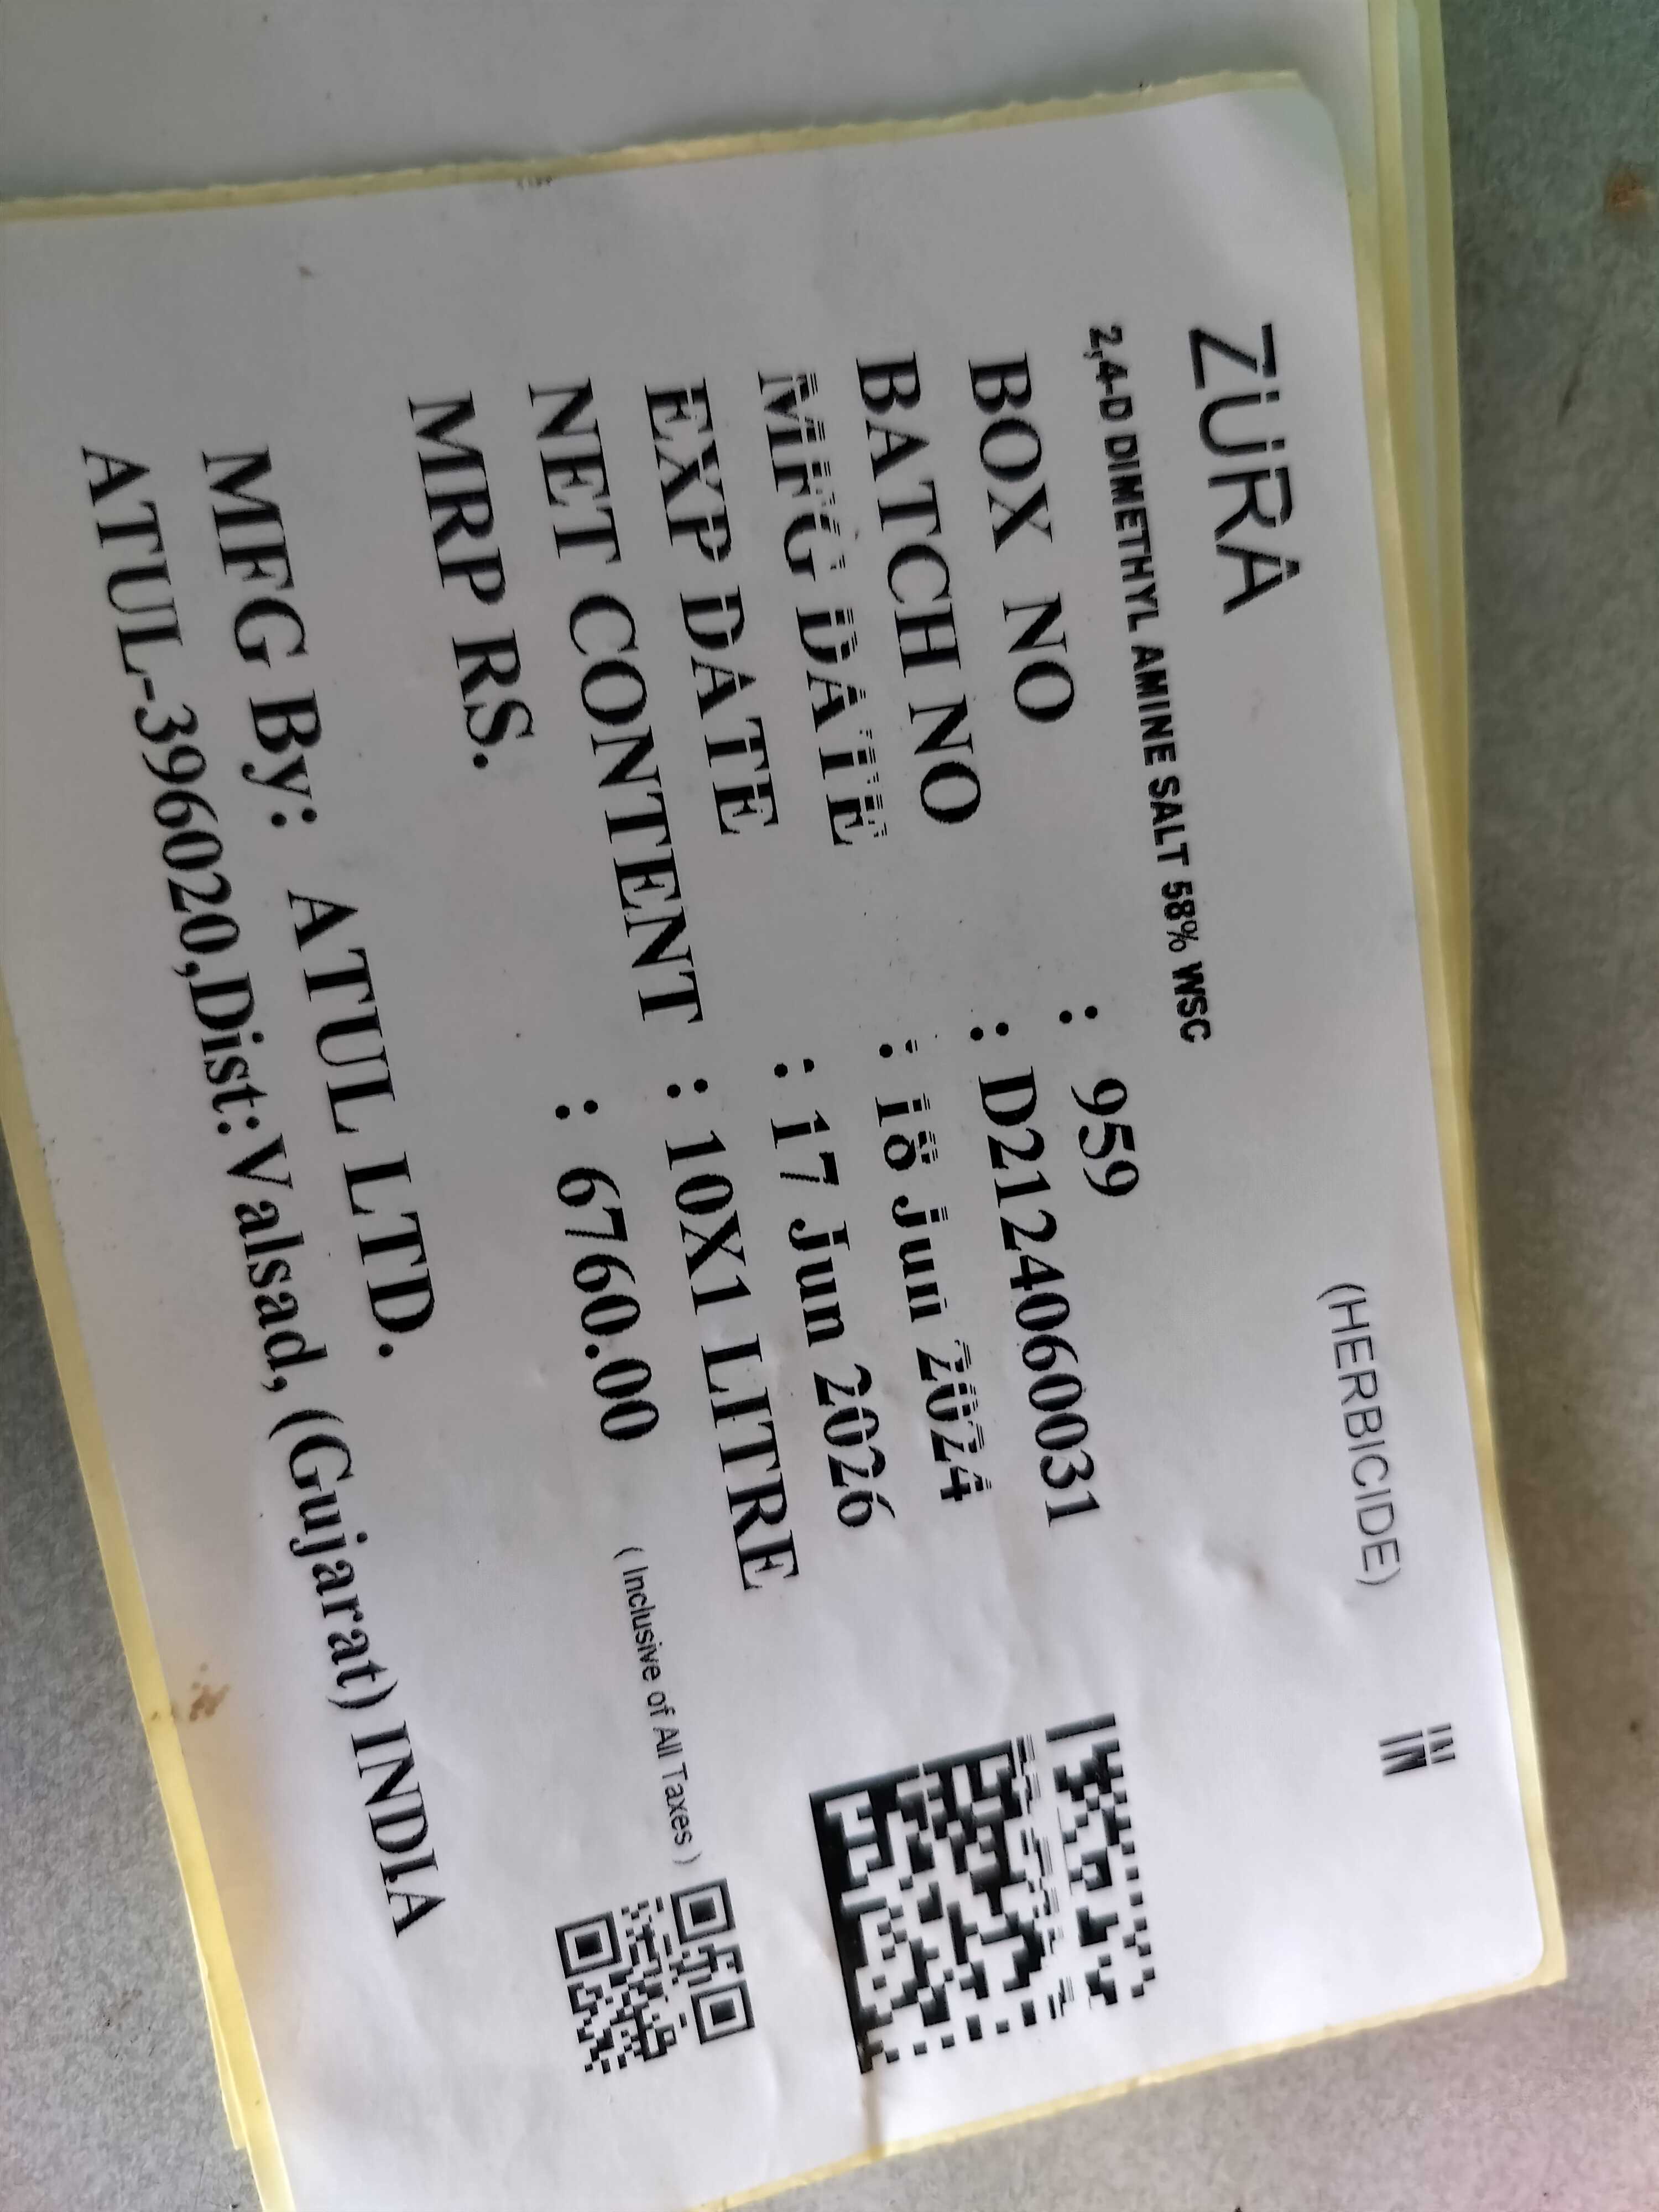 ZURA
(HERBICIDE)
IN
2,4-D DIMETHYL AMINE SALT 58% WSC
BOX NO : 959
BATCH NO : D2124060031
MFG DATE : 18 Jun 2024
EXP DATE : 17 Jun 2026
NET CONTENT : 10X1 LITRE
MRP RS. : 6760.00 ( Inclusive of All Taxes )
MFG By: ATUL LTD.
ATUL-396020,Dist:Valsad, (Gujarat) INDIA